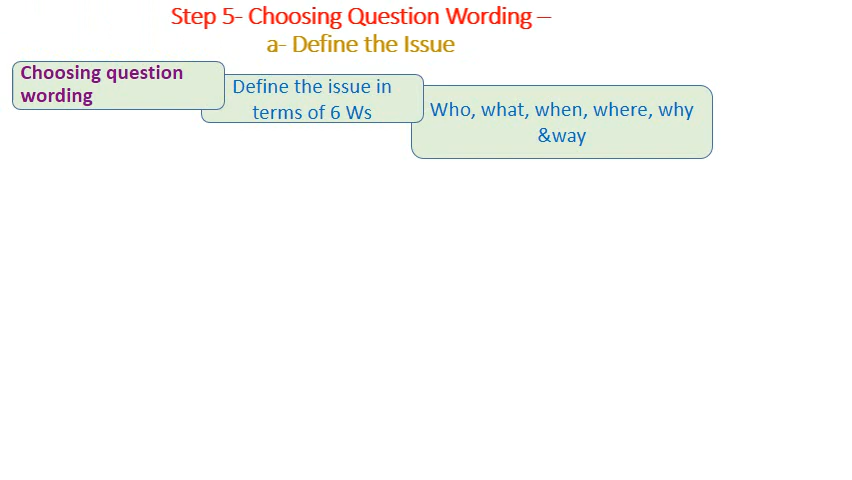 Step 5- Choosing Question Wording –
a- Define the Issue
Choosing question
wording
Define the issue in
terms of 6 Ws
Who, what, when, where, why
&way